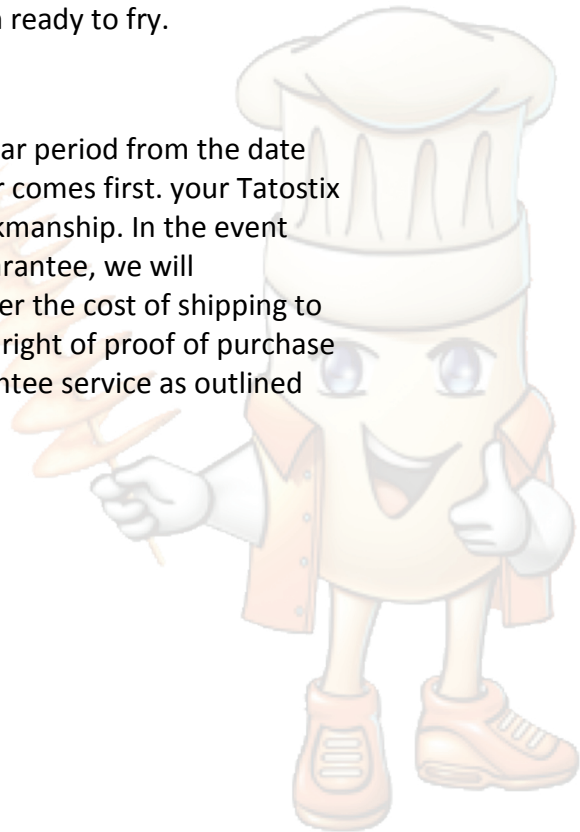 ready to fry.
ar period from the date
r comes first. your Tatostix
kmanship. In the event
arantee, we will
er the cost of shipping to
right of proof of purchase
ntee service as outlined